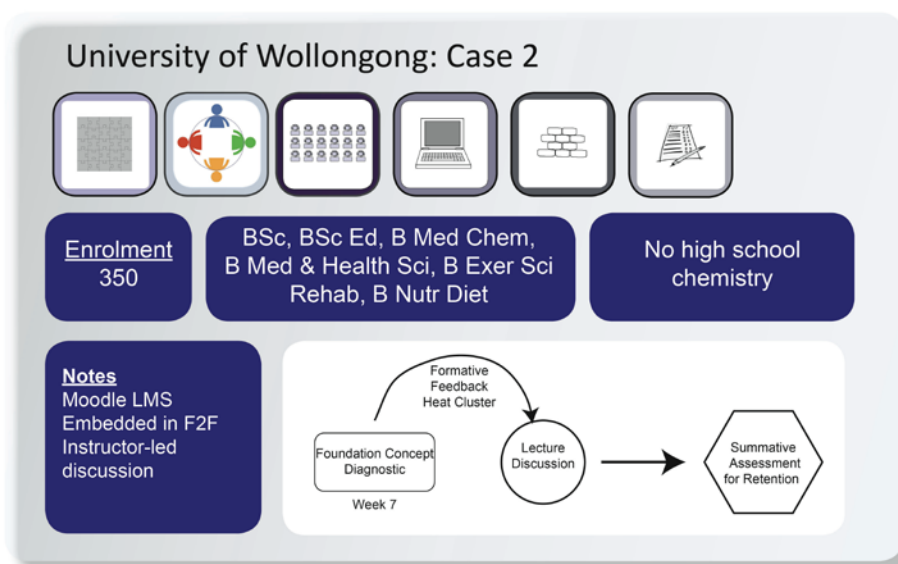 University of Wollongong: Case 2
Enrolment
350
BSc, BSc Ed, B Med Chem,
B Med & Health Sci, B Exer Sci
Rehab, B Nutr Diet
No high school
chemistry
Notes
Moodle LMS
Embedded in F2F
Instructor-led
discussion
Formative
Feedback
Heat Cluster
Foundation Concept
Diagnostic
Week 7
Lecture
Discussion
Summative
Assessment
for Retention